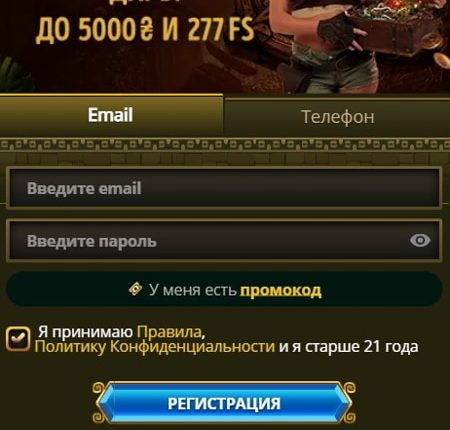 ДО 5000₴ И 277 FS
Email
Телефон
Введите email
Введите пароль
У меня есть промокод
Я принимаю Правила,
Политику Конфиденциальности и я старше 21 года
РЕГИСТРАЦИЯ